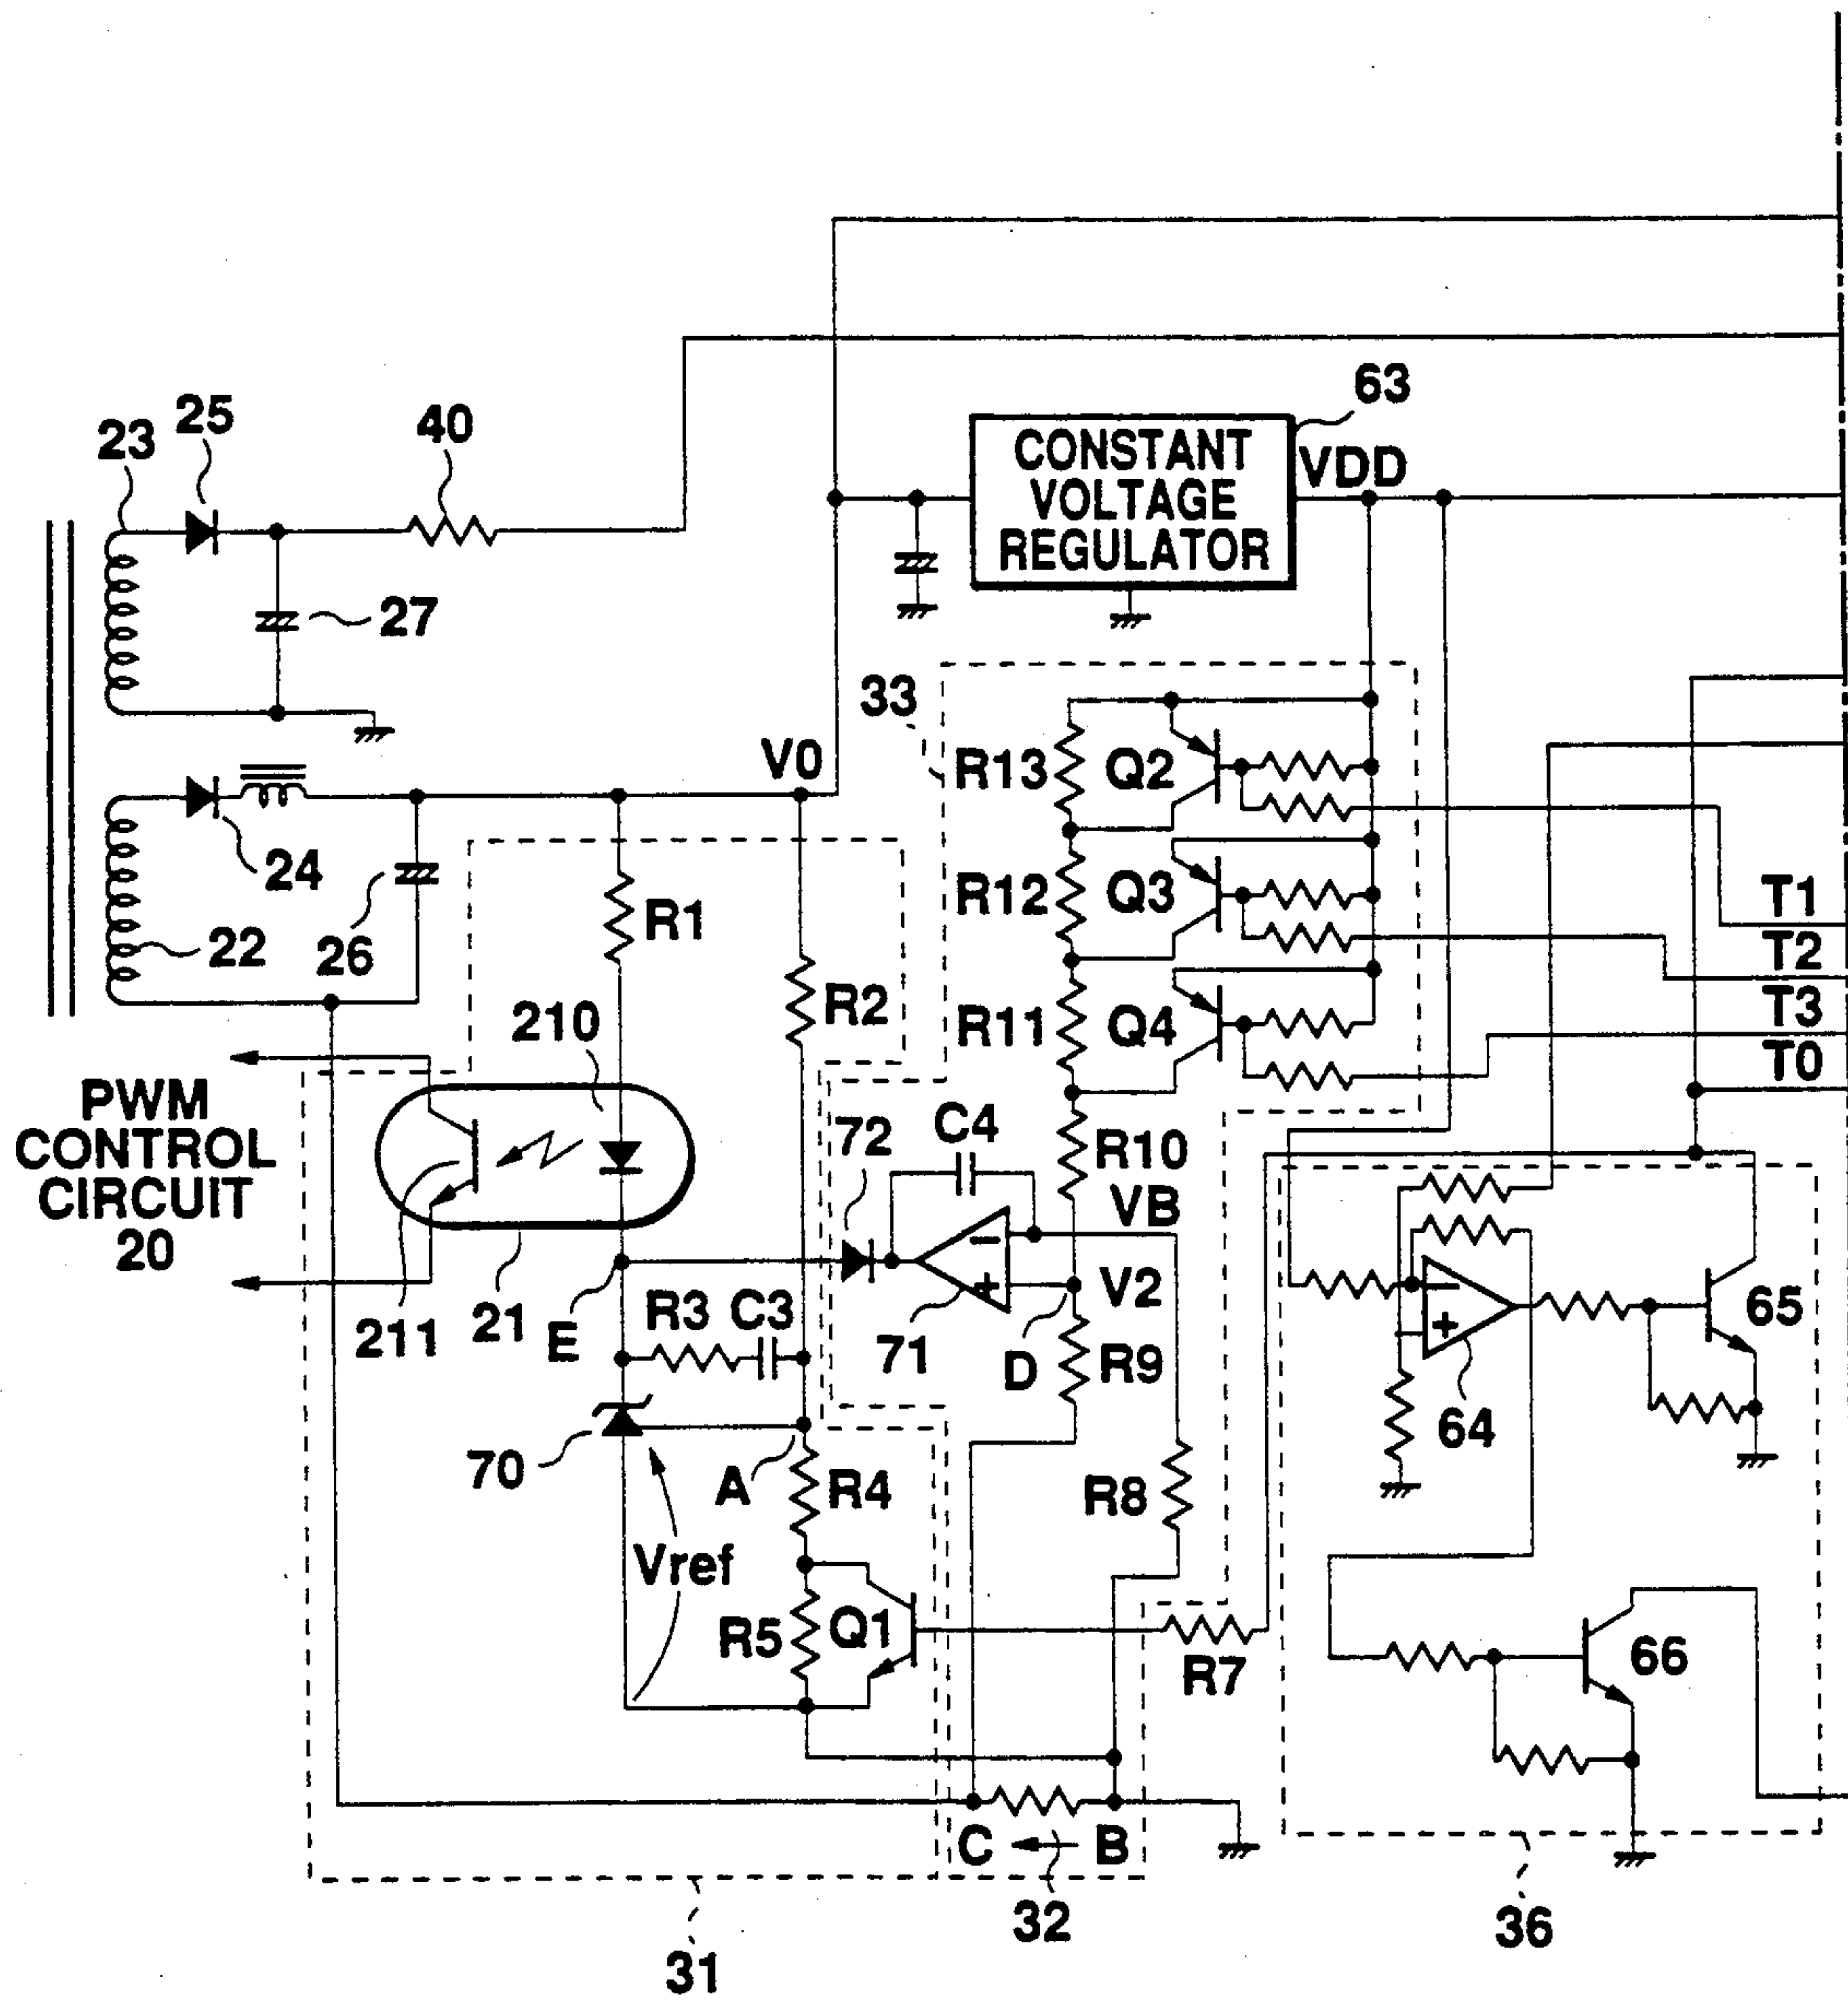 63
25
40
23
CONSTANT
VOLTAGE
REGULATOR
VDD
27
33
V0
R13
Q2
24
R12
Q3
T1
R1
22
26
T2
R2
R11
Q4
T3
210
T0
PWM
CONTROL
CIRCUIT
20
72
C4
R10
VB
V2
R3
C3
65
211
21
E
71
D
R9
64
70
A
R4
R8
Vref
R5
Q1
R7
66
C
B
32
36
31